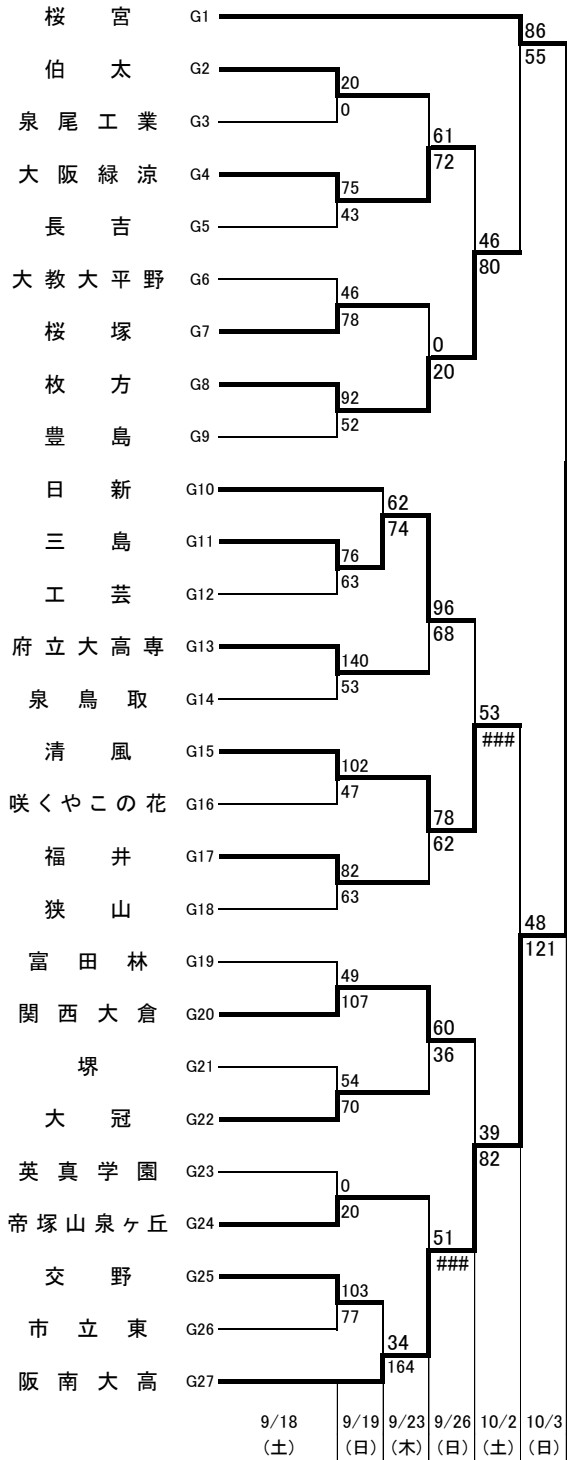 桜宮 G1
86
55
伯太 G2
20
0
泉尾工業 G3
61
72
大阪緑涼 G4
75
43
長吉 G5
46
80
大教大平野 G6
46
78
桜塚 G7
0
20
枚方 G8
92
52
豊島 G9
日新 G10
62
74
三島 G11
76
63
工芸 G12
96
68
府立大高専 G13
140
53
泉鳥取 G14
53
###
清風 G15
102
47
咲くやこの花 G16
78
62
福井 G17
82
63
狭山 G18
48
121
富田林 G19
49
107
関西大倉 G20
60
36
堺 G21
54
70
大冠 G22
39
82
英真学園 G23
0
20
帝塚山泉ヶ丘 G24
51
###
交野 G25
103
77
市立東 G26
34
164
阪南大高 G27
9/18 9/19 9/23 9/26 10/2 10/3
（土） （日） （木） （日） （土） （日）